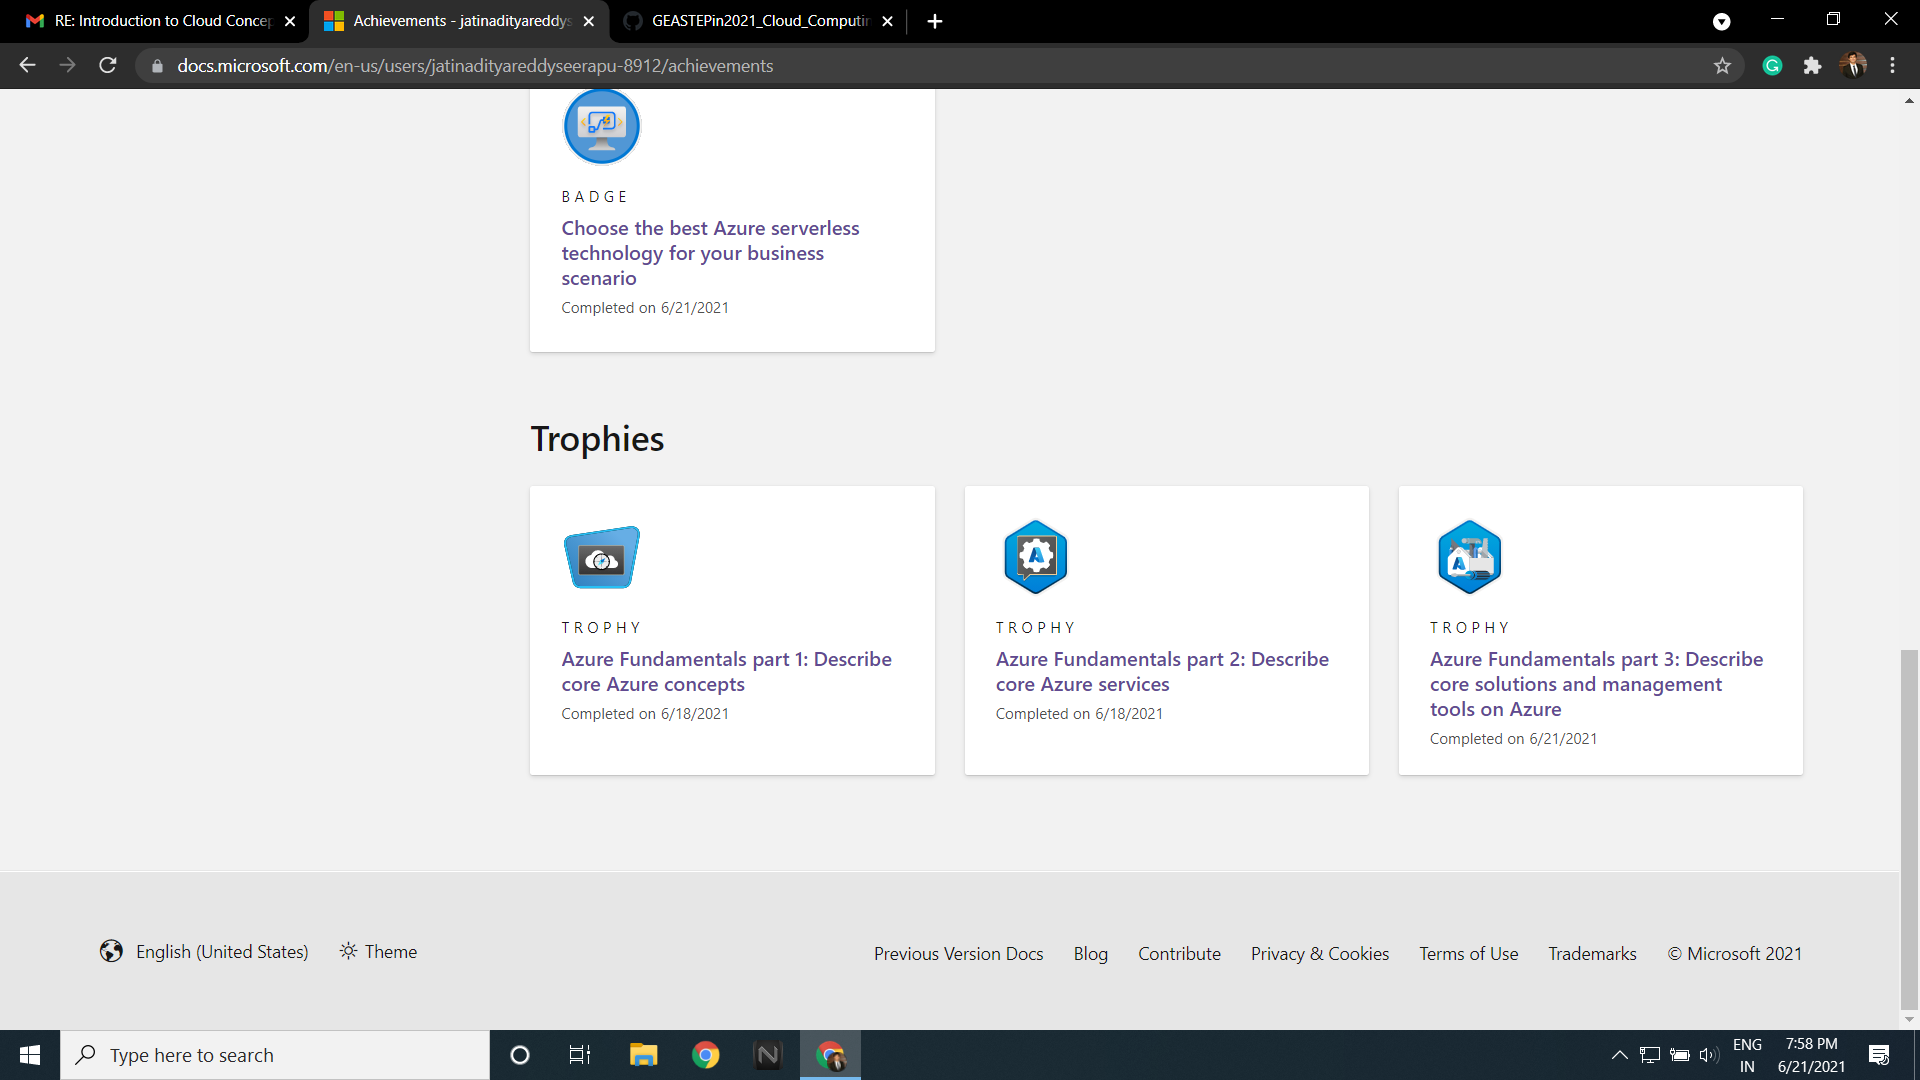 RE: Introduction to Cloud Conce
Achievements - jatinadityareddys
GEASTEPin2021_Cloud_Computin
docs.microsoft.com/en-us/users/jatinadityareddyseerapu-8912/achievements
BADGE
Choose the best Azure serverless
technology for your business
scenario
Completed on 6/21/2021
Trophies
TROPHY
Azure Fundamentals part 1: Describe
core Azure concepts
Completed on 6/18/2021
TROPHY
Azure Fundamentals part 2: Describe
core Azure services
Completed on 6/18/2021
TROPHY
Azure Fundamentals part 3: Describe
core solutions and management
tools on Azure
Completed on 6/21/2021
English (United States)
Theme
Previous Version Docs
Blog
Contribute
Privacy & Cookies
Terms of Use
Trademarks
© Microsoft 2021
Type here to search
ENG
IN
7:58 PM
6/21/2021